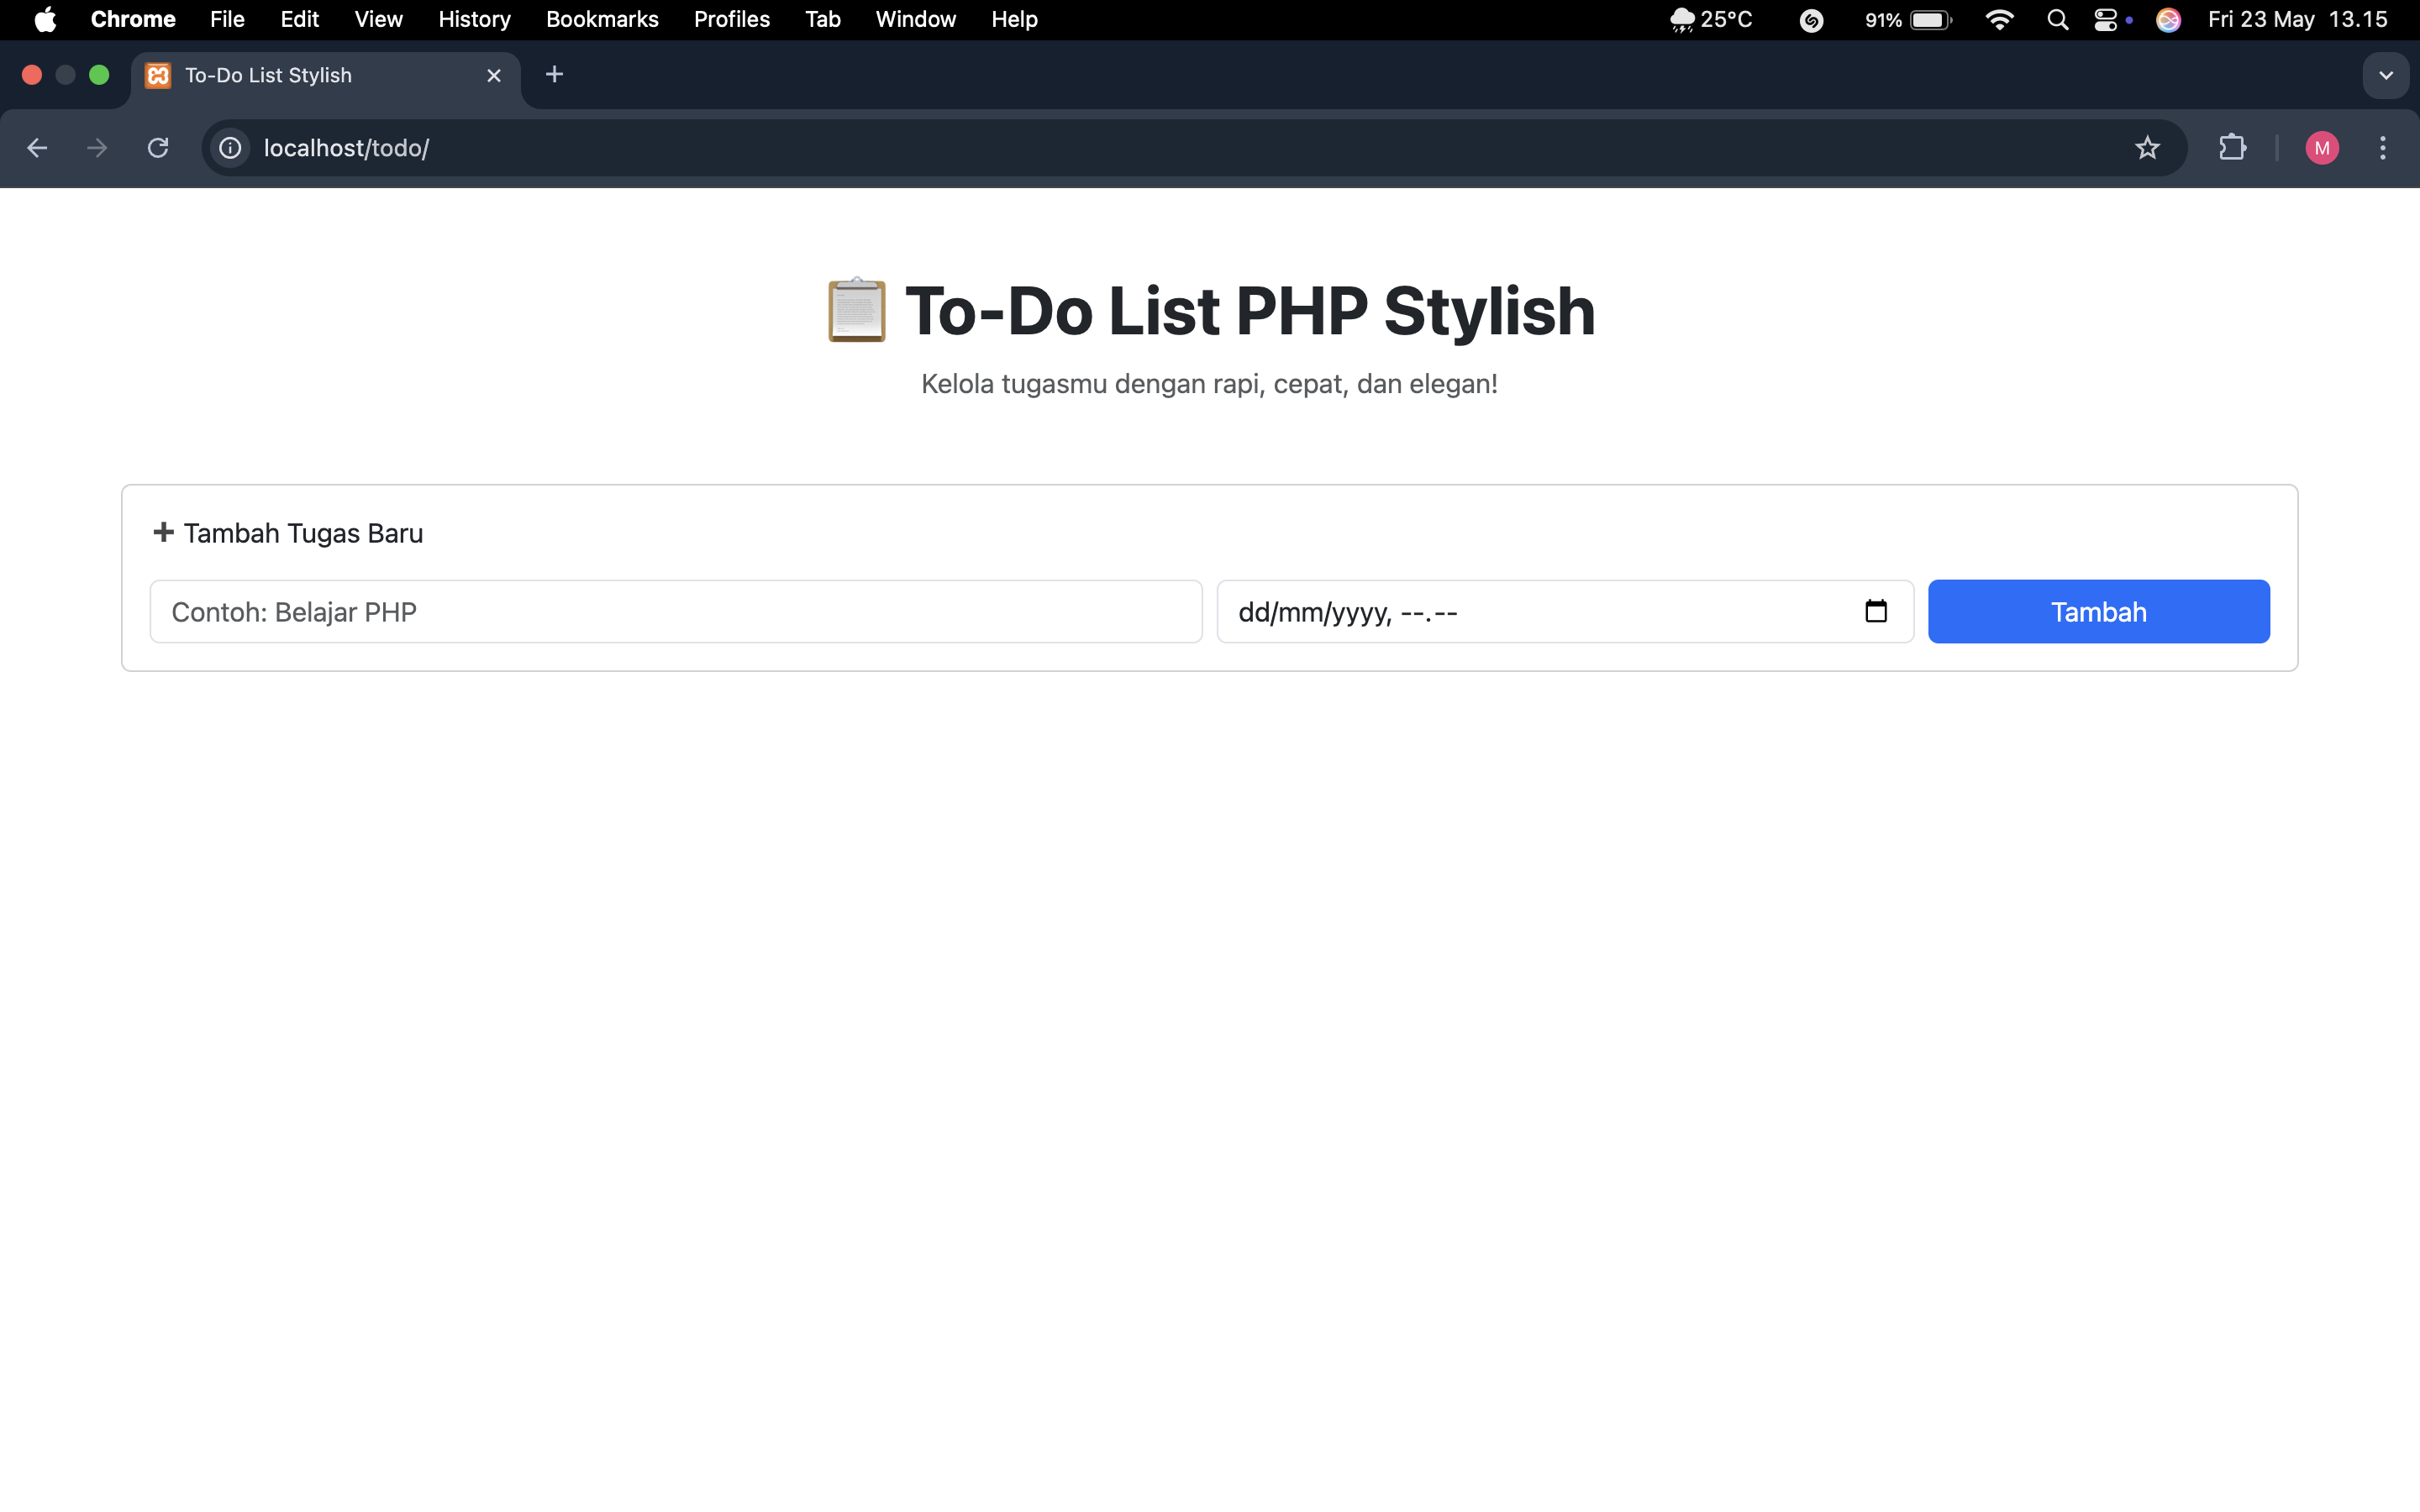 Chrome File Edit View History Bookmarks Profiles Tab Window Help 25°C 91% Fri 23 May 13.15
To-Do List Stylish
localhost/todo/ M
To-Do List PHP Stylish
Kelola tugasmu dengan rapi, cepat, dan elegan!
+ Tambah Tugas Baru
Contoh: Belajar PHP dd/mm/yyyy, --.-- Tambah